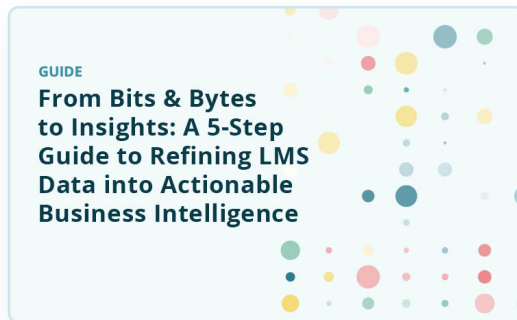 GUIDE
From Bits & Bytes
to Insights: A 5-Step
Guide to Refining LMS
Data into Actionable
Business Intelligence